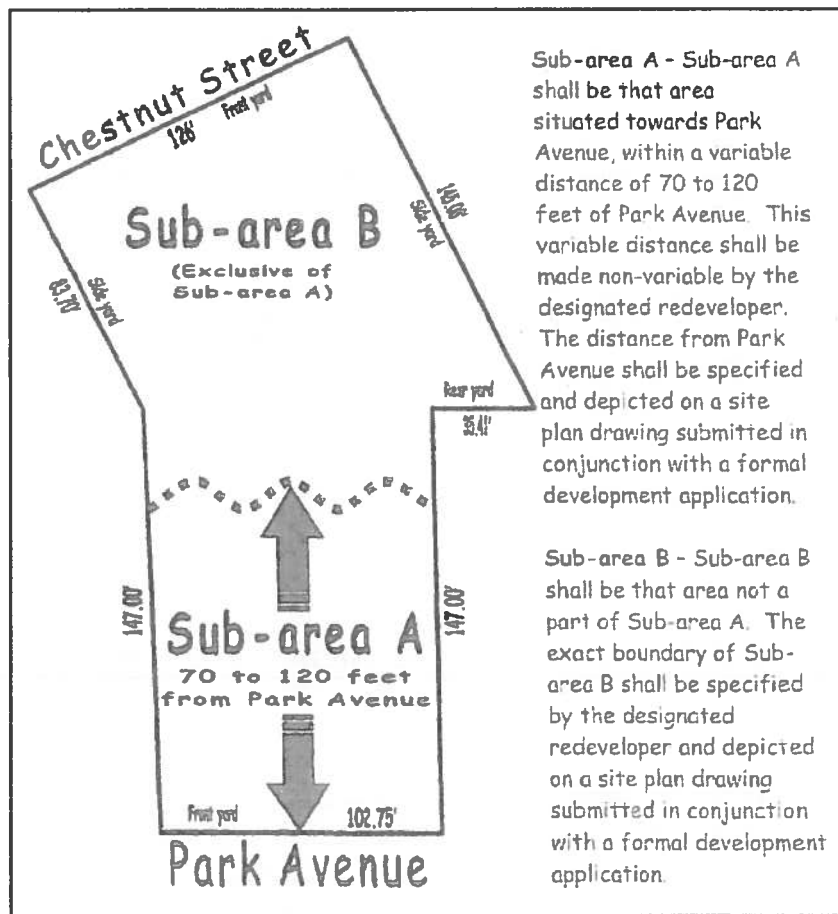 Chestnut Street
126'
Front yard
Sub-area B
(Exclusive of
Sub-area A)
83.70'
Side yard
Side yard
Rear yard
147.00'
147.00'
Sub-area A
70 to 120 feet
from Park Avenue
Front yard
102.75'
Park Avenue
Sub-area A - Sub-area A
shall be that area
situated towards Park
Avenue, within a variable
distance of 70 to 120
feet of Park Avenue. This
variable distance shall be
made non-variable by the
designated redeveloper.
The distance from Park
Avenue shall be specified
and depicted on a site
plan drawing submitted in
conjunction with a formal
development application.
Sub-area B - Sub-area B
shall be that area not a
part of Sub-area A. The
exact boundary of Sub-
area B shall be specified
by the designated
redeveloper and depicted
on a site plan drawing
submitted in conjunction
with a formal development
application.